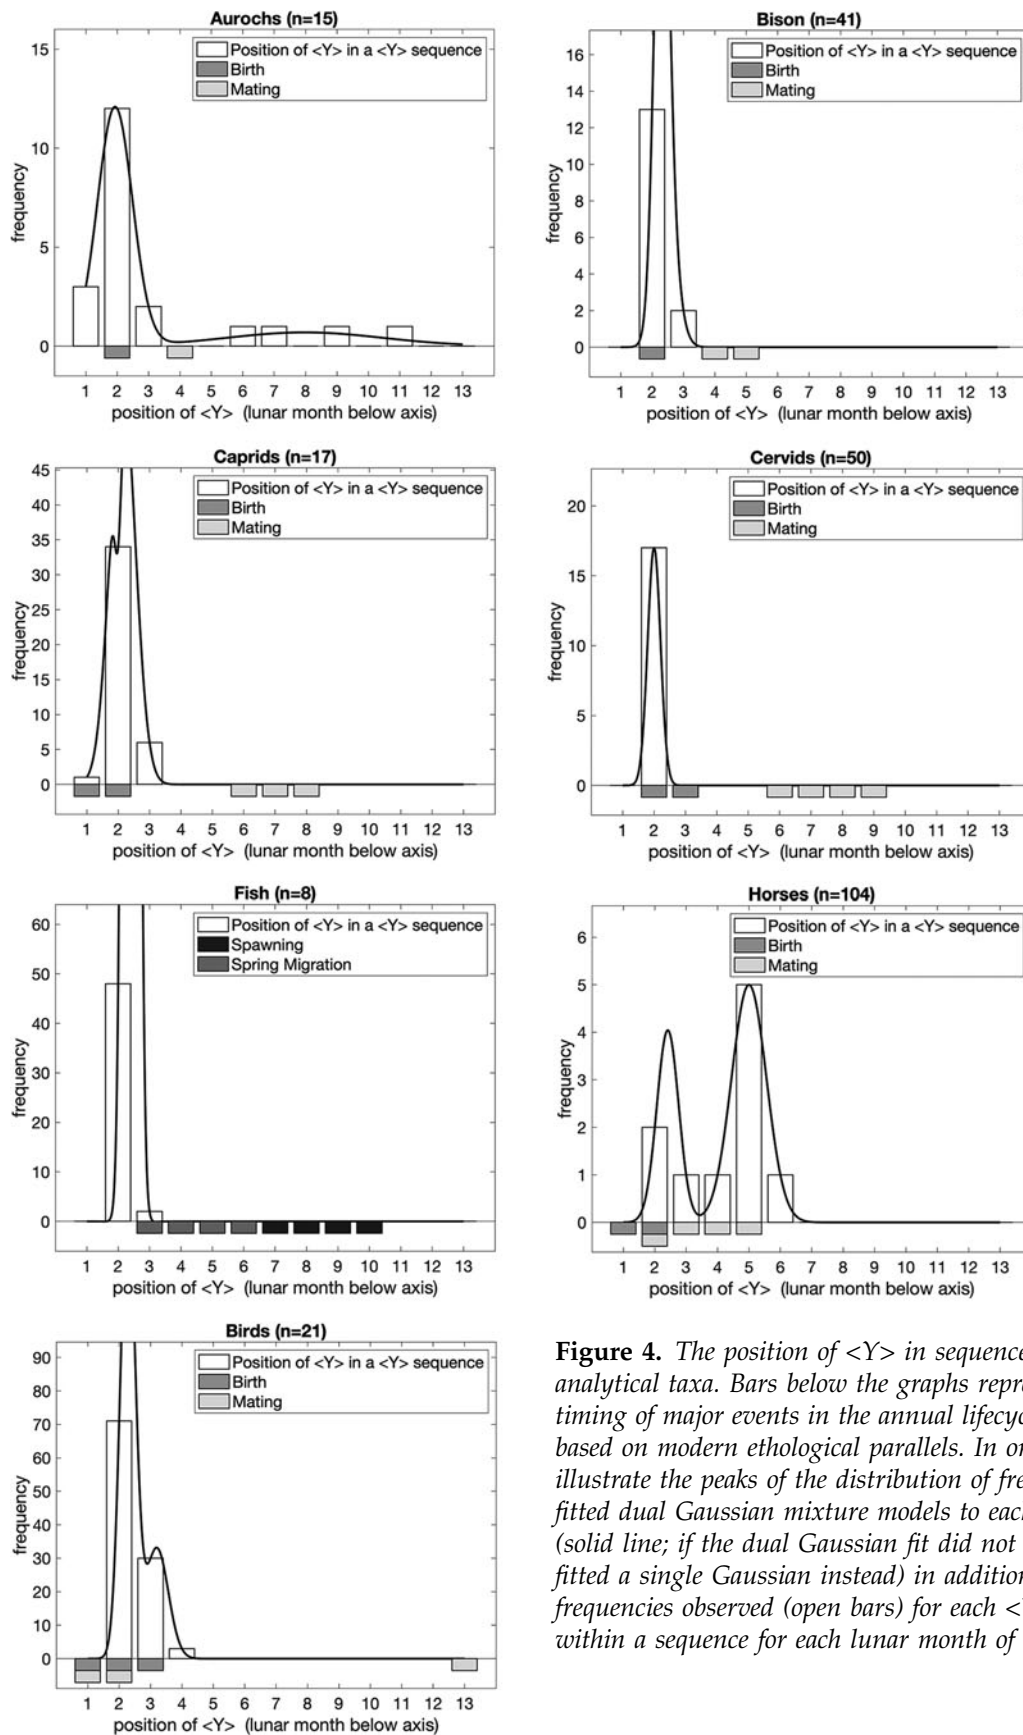 Aurochs (n=15)
15
10
5
0
frequency
Position of <Y> in a <Y> sequence
Birth
Mating
1 2 3 4 5 6 7 8 9 10 11 12 13
position of <Y> (lunar month below axis)
Bison (n=41)
16
14
12
10
8
6
4
2
0
frequency
Position of <Y> in a <Y> sequence
Birth
Mating
1 2 3 4 5 6 7 8 9 10 11 12 13
position of <Y> (lunar month below axis)
Caprids (n=17)
45
40
35
30
25
20
15
10
5
0
frequency
Position of <Y> in a <Y> sequence
Birth
Mating
1 2 3 4 5 6 7 8 9 10 11 12 13
position of <Y> (lunar month below axis)
Cervids (n=50)
20
15
10
5
0
frequency
Position of <Y> in a <Y> sequence
Birth
Mating
1 2 3 4 5 6 7 8 9 10 11 12 13
position of <Y> (lunar month below axis)
Fish (n=8)
60
50
40
30
20
10
0
frequency
Position of <Y> in a <Y> sequence
Spawning
Spring Migration
1 2 3 4 5 6 7 8 9 10 11 12 13
position of <Y> (lunar month below axis)
Horses (n=104)
6
5
4
3
2
1
0
frequency
Position of <Y> in a <Y> sequence
Birth
Mating
1 2 3 4 5 6 7 8 9 10 11 12 13
position of <Y> (lunar month below axis)
Birds (n=21)
90
80
70
60
50
40
30
20
10
0
frequency
Position of <Y> in a <Y> sequence
Birth
Mating
1 2 3 4 5 6 7 8 9 10 11 12 13
position of <Y> (lunar month below axis)
Figure 4. The position of <Y> in sequence
analytical taxa. Bars below the graphs repr
timing of major events in the annual lifecyc
based on modern ethological parallels. In or
illustrate the peaks of the distribution of fre
fitted dual Gaussian mixture models to each
(solid line; if the dual Gaussian fit did not
fitted a single Gaussian instead) in addition
frequencies observed (open bars) for each <
within a sequence for each lunar month of